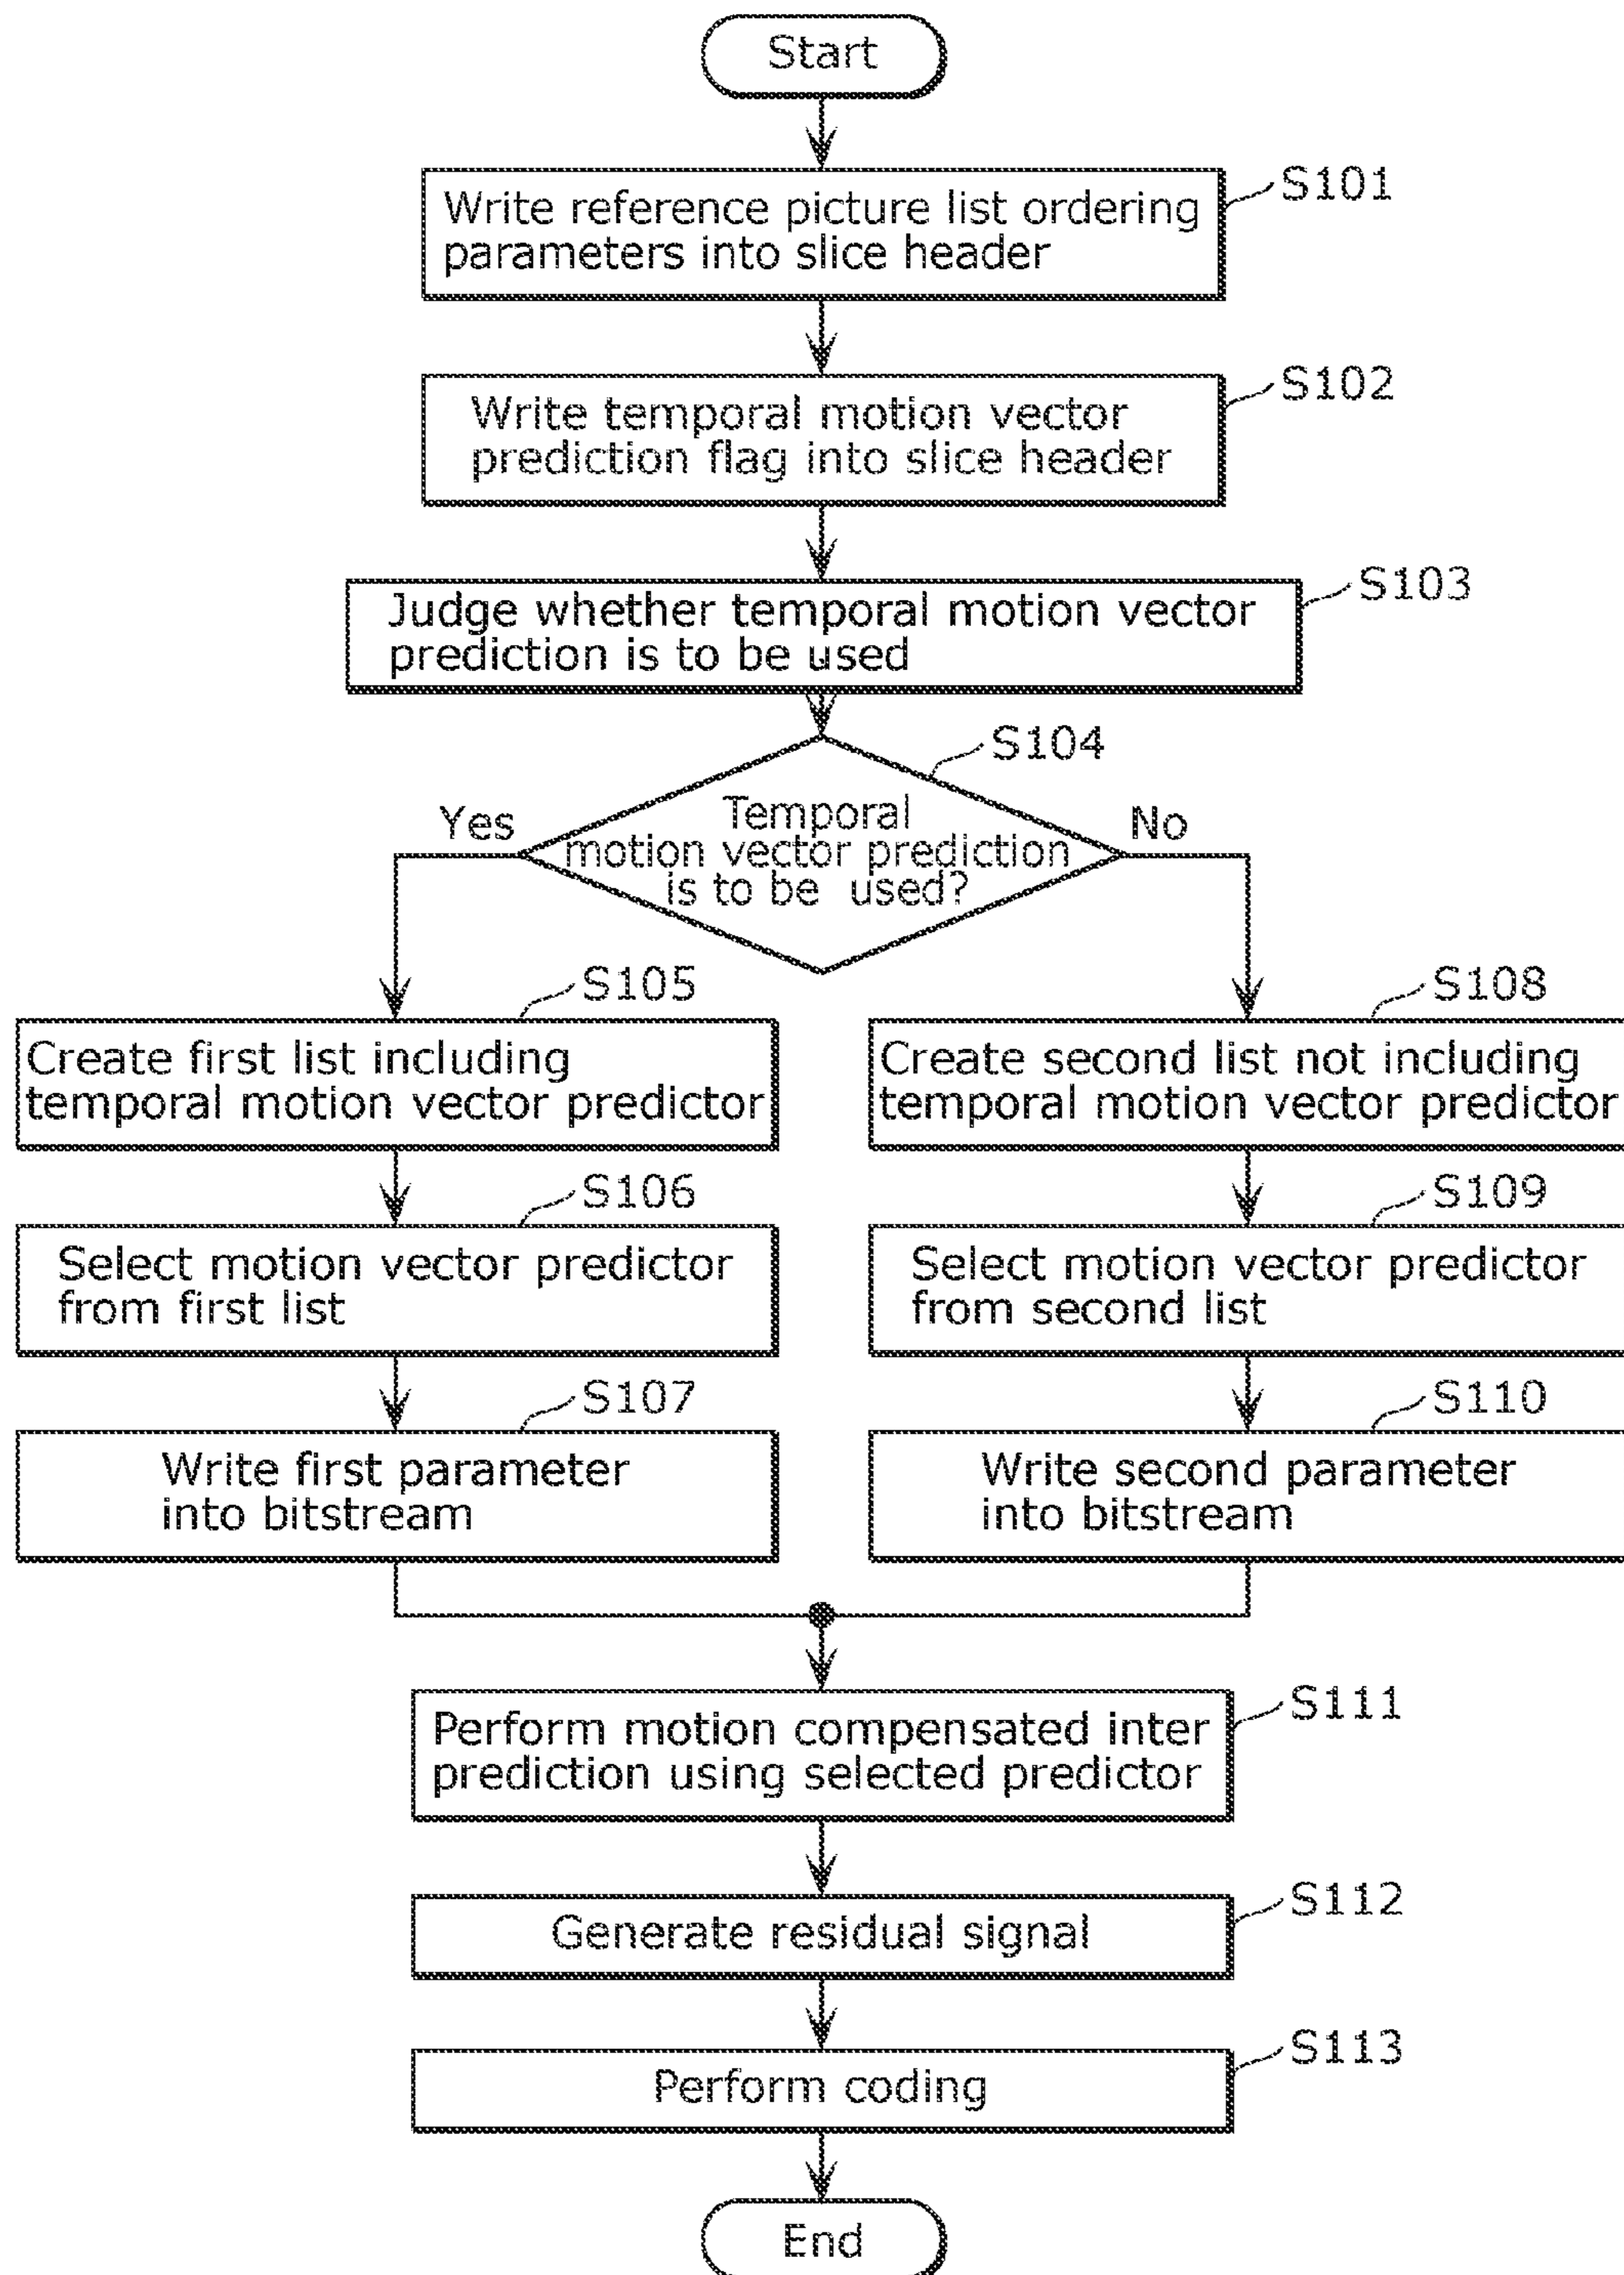 Start
S101
Write reference picture list ordering
parameters into slice header
S102
Write temporal motion vector
prediction flag into slice header
S103
Judge whether temporal motion vector
prediction is to be used
S104
Yes
Temporal
motion vector prediction
is to be used?
No
S105
Create first list including
temporal motion vector predictor
S106
Select motion vector predictor
from first list
S107
Write first parameter
into bitstream
S108
Create second list not including
temporal motion vector predictor
S109
Select motion vector predictor
from second list
S110
Write second parameter
into bitstream
S111
Perform motion compensated inter
prediction using selected predictor
S112
Generate residual signal
S113
Perform coding
End